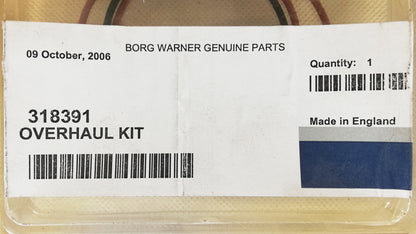 BORG WARNER GENUINE PARTS
09 October, 2006
Quantity: 1
318391
OVERHAUL KIT
Made in England